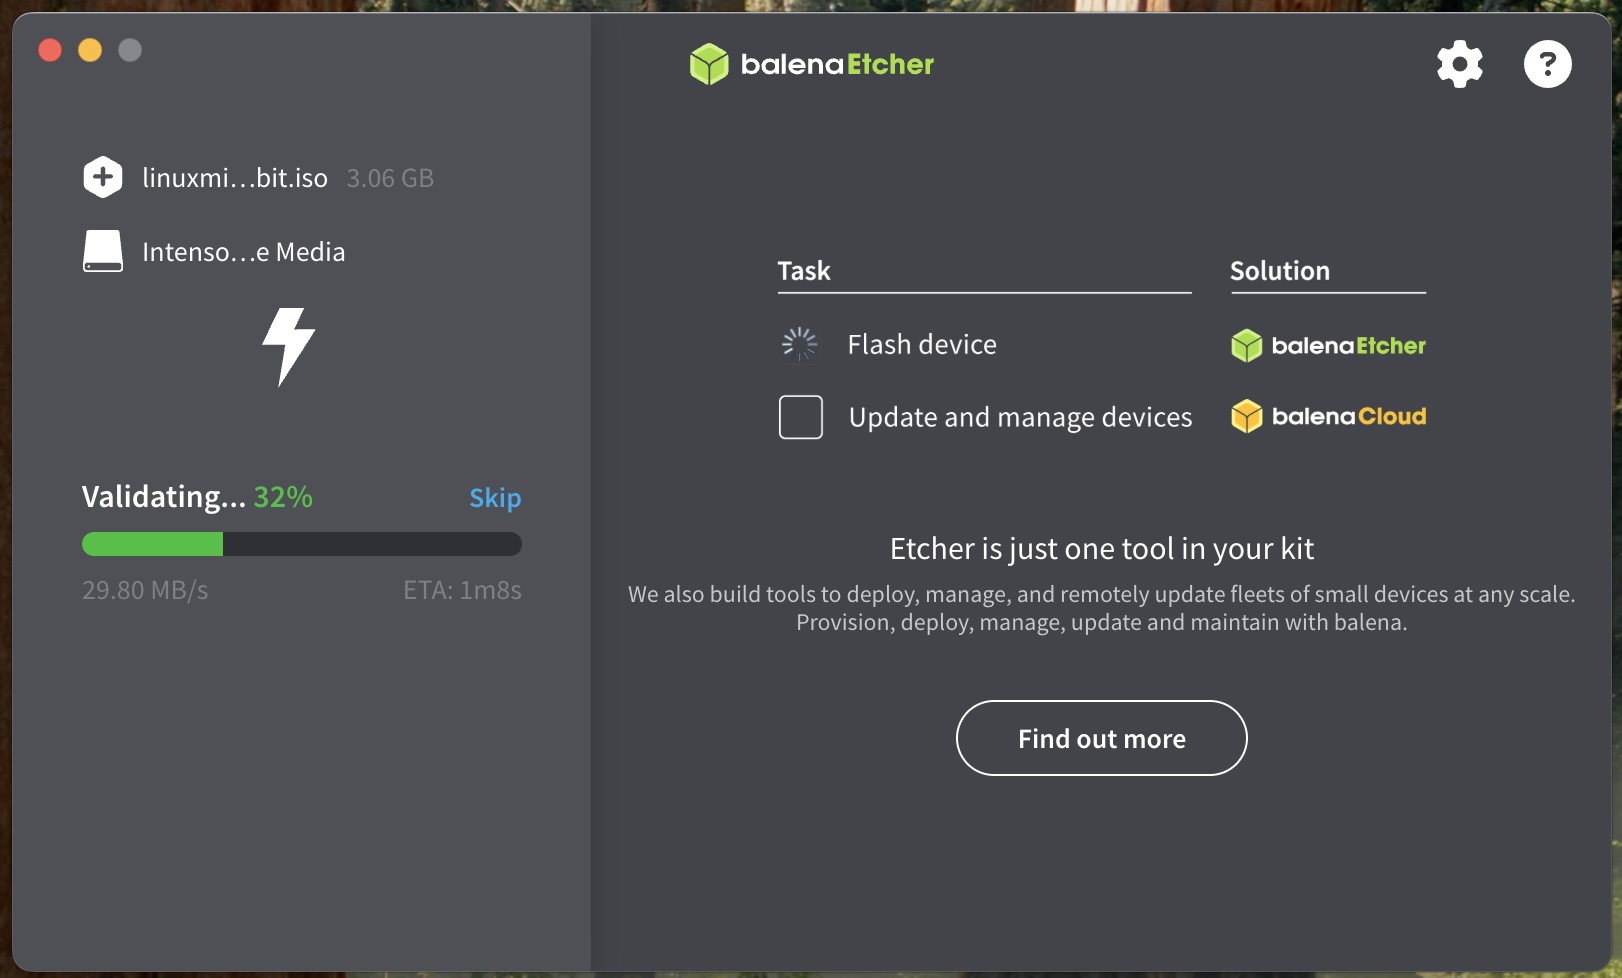 balenaEtcher
?
linuxmi...bit.iso 3.06 GB
Intenso...e Media
Validating... 32% Skip
29.80 MB/s ETA: 1m8s
Task Solution
Flash device balenaEtcher
Update and manage devices balenaCloud
Etcher is just one tool in your kit
We also build tools to deploy, manage, and remotely update fleets of small devices at any scale.
Provision, deploy, manage, update and maintain with balena.
Find out more